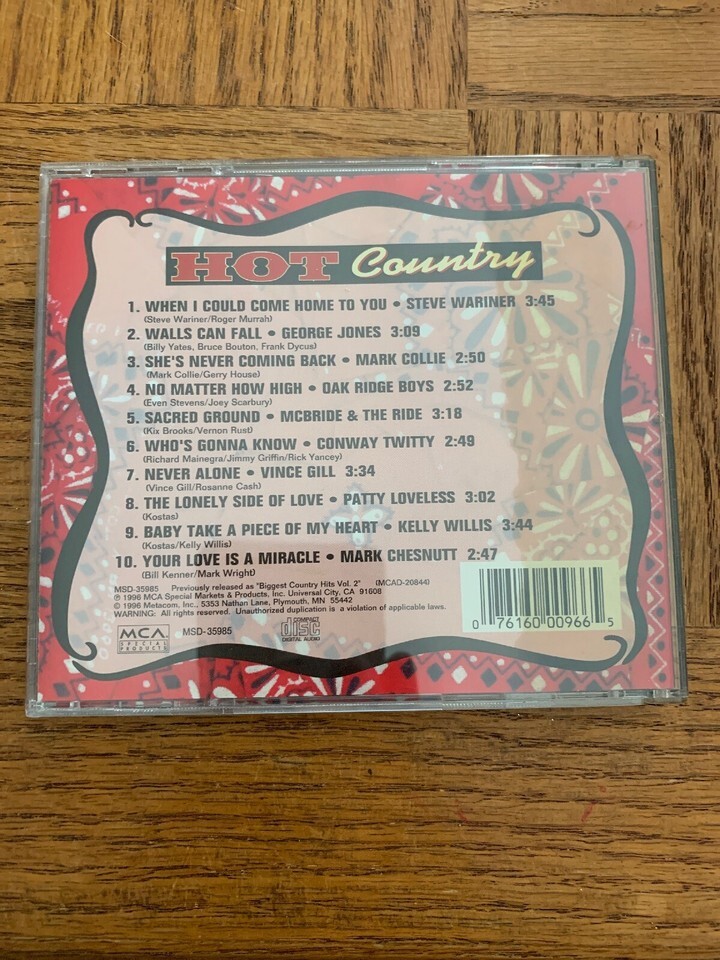 HOT Country
1. WHEN I COULD COME HOME TO YOU • STEVE WARINER 3:45
(Steve Wariner/Roger Murrah)
2. WALLS CAN FALL • GEORGE JONES 3:09
(Billy Yates, Bruce Bouton, Frank Dycus)
3. SHE'S NEVER COMING BACK • MARK COLLIE 2:50
(Mark Collie/Gerry House)
4. NO MATTER HOW HIGH • OAK RIDGE BOYS 2:52
(Even Stevens/Joey Scarbury)
5. SACRED GROUND • MCBRIDE & THE RIDE 3:18
(Kix Brooks/Vernon Rust)
6. WHO'S GONNA KNOW • CONWAY TWITTY 2:49
(Richard Mainegra/Jimmy Griffin/Rick Yancey)
7. NEVER ALONE • VINCE GILL 3:34
(Vince Gill/Rosanne Cash)
8. THE LONELY SIDE OF LOVE • PATTY LOVELESS 3:02
(Kostas)
9. BABY TAKE A PIECE OF MY HEART • KELLY WILLIS 3:44
(Kostas/Kelly Willis)
10. YOUR LOVE IS A MIRACLE • MARK CHESNUTT 2:47
(Bill Kenner/Mark Wright)
MSD-35985 Previously released as "Biggest Country Hits Vol. 2" (MCAD-20844)
℗ 1996 MCA Special Markets & Products, Inc. Universal City, CA 91608
© 1996 Metacom, Inc., 5353 Nathan Lane, Plymouth, MN 55442
WARNING: All rights reserved. Unauthorized duplication is a violation of applicable laws.
MCA
SPECIAL
PRODUCTS
MSD-35985
COMPACT
disc
DIGITAL AUDIO
0 76160 00966 5